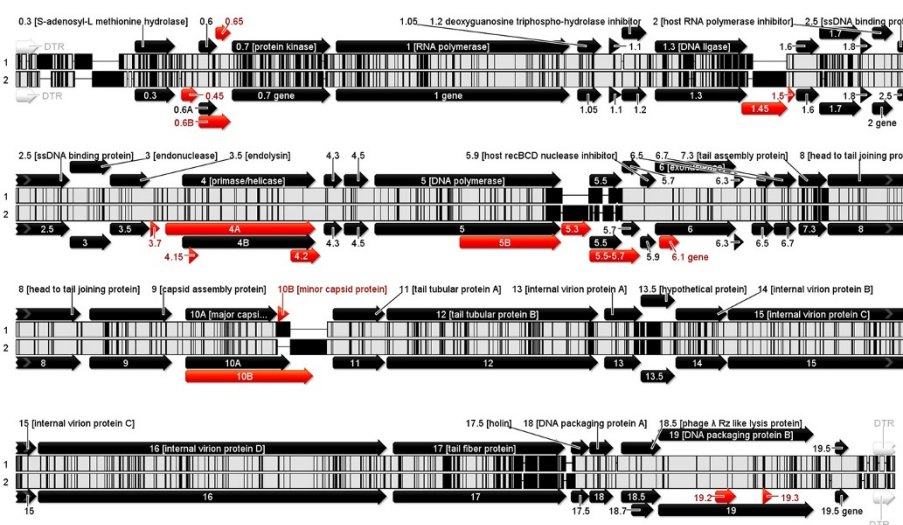 0.3 [S-adenosyl-L methionine hydrolase] 0.6 0.65 1.05 1.2 deoxyguanosine triphospho-hydrolase inhibitor 2 [host RNA polymerase inhibitor] 2.5 [ssDNA binding protein]
DTR 0.7 [protein kinase] 1 [RNA polymerase] 1.1 1.3 [DNA ligase] 1.6 1.7 1.8
1
2
DTR 0.3 0.45 0.7 gene 1 gene 1.05 1.1 1.2 1.3 1.5 1.6 1.7 1.8 2.5
0.6A 1.45 2 gene
0.6B
2.5 [ssDNA binding protein] 3 [endonuclease] 3.5 [endolysin] 4.3 4.5 5.9 [host recBCD nuclease inhibitor] 6.5 6.7 7.3 [tail assembly protein] 8 [head to tail joining pro
4 [primase/helicase] 5 [DNA polymerase] 5.5 5.7 6 [exonuclease] 6.3
1
2
2.5 3.5 4A 4.3 4.5 5 5.3 5.7 6 6.3 6.5 6.7 7.3 8
3 3.7 4B 5B 5.5 5.9 6.1 gene
4.15 4.2 5.5-5.7
8 [head to tail joining protein] 9 [capsid assembly protein] 10B [minor capsid protein] 11 [tail tubular protein A] 13 [internal virion protein A] 13.5 [hypothetical protein] 14 [internal virion protein B]
10A [major capsi... 12 [tail tubular protein B] 15 [internal virion protein C]
1
2
8 9 10A 11 12 13 14 15
10B 13.5
15 [internal virion protein C] 17.5 [holin] 18 [DNA packaging protein A] 18.5 [phage λ Rz like lysis protein] DTR
16 [internal virion protein D] 17 [tail fiber protein] 19 [DNA packaging protein B] 19.5
1
2
15 16 17 17.5 18 18.5 19.2 19.3 19.5 gene
18.7 19 DTR